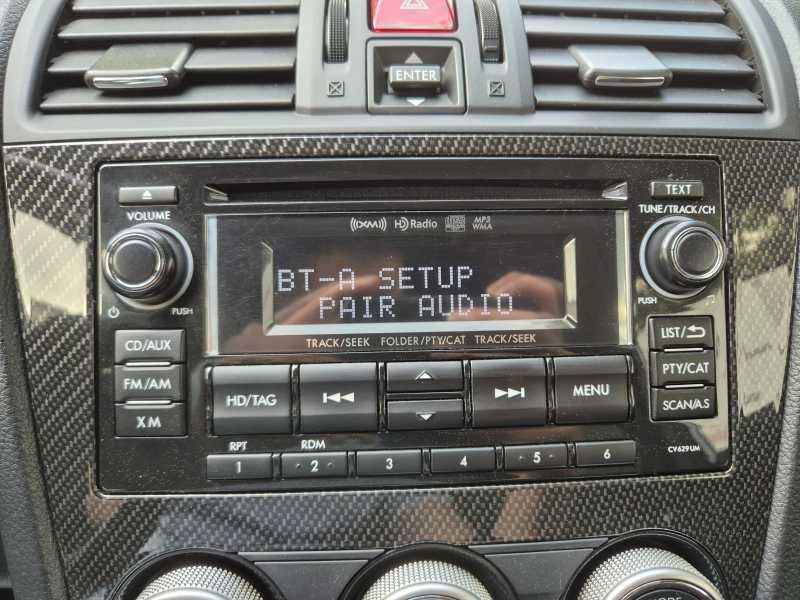 ENTER
TEXT
VOLUME
TUNE/TRACK/CH
((XM)) HD Radio MP3
WMA
BT-A SETUP
PAIR AUDIO
PUSH
PUSH
TRACK/SEEK FOLDER/PTY/CAT TRACK/SEEK
CD/AUX
LIST/
FM/AM
HD/TAG
MENU
PTY/CAT
XM
SCAN/A.S
RPT RDM
1 2 3 4 5 6
CV629UM
MODE